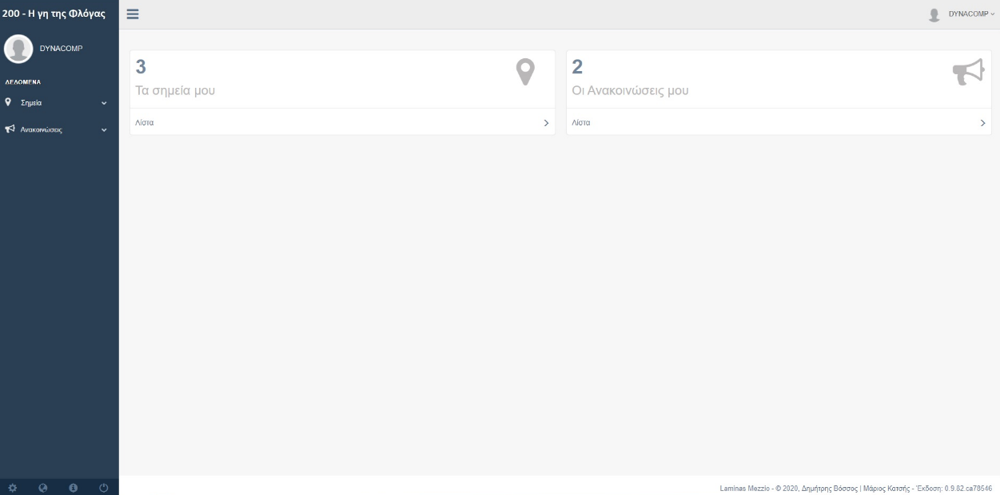 200 - Η γη της Φλόγας
DYNACOMP
DYNACOMP
ΔΕΔΟΜΕΝΑ
Σημεία
Ανακοινώσεις
3
Τα σημεία μου
Λίστα
2
Οι Ανακοινώσεις μου
Λίστα
Laminas Mezzio - © 2020, Δημήτρης Βόσσος | Μάριος Κατσής - Έκδοση: 0.9.82.ca78546